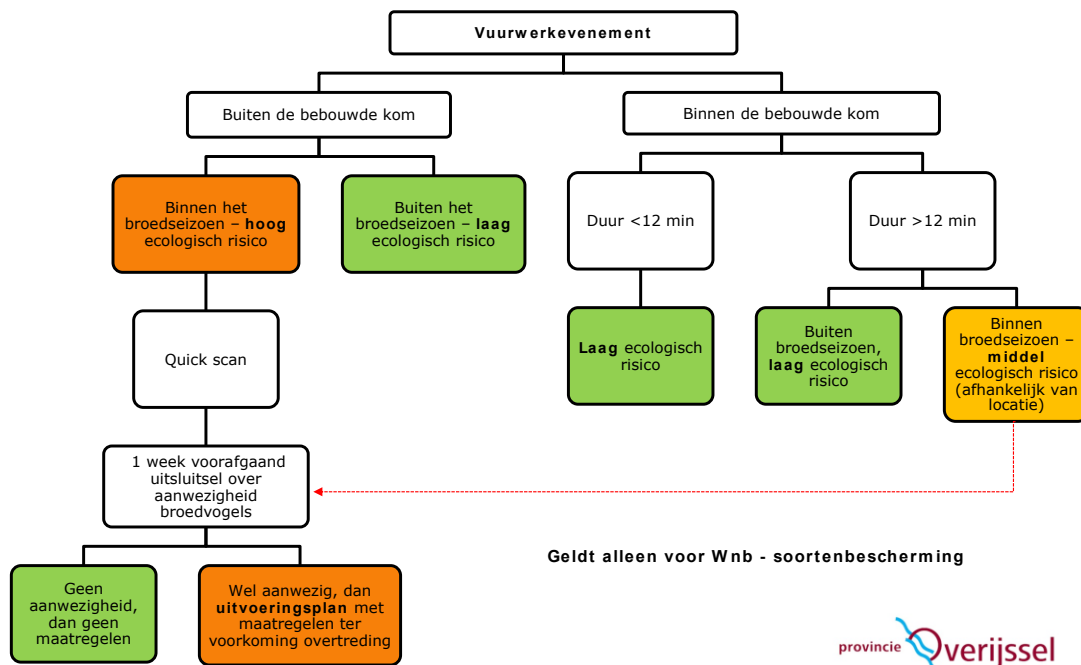 Vuurwerkevenement
Buiten de bebouwde kom
Binnen de bebouwde kom
Binnen het
broedseizoen – hoog
ecologisch risico
Buiten het
broedseizoen – laag
ecologisch risico
Duur <12 min
Duur >12 min
Quick scan
Laag ecologisch
risico
Buiten
broedseizoen,
laag ecologisch
risico
Binnen
broedseizoen –
middel
ecologisch risico
(afhankelijk van
locatie)
1 week voorafgaand
uitsluitsel over
aanwezigheid
broedvogels
Geen
aanwezigheid,
dan geen
maatregelen
Wel aanwezig, dan
uitvoeringsplan met
maatregelen ter
voorkoming overtreding
Geldt alleen voor Wnb - soortenbescherming
provincie Overijssel